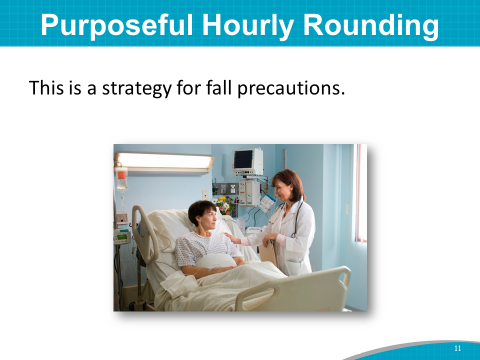 Purposeful Hourly Rounding
This is a strategy for fall precautions.
11